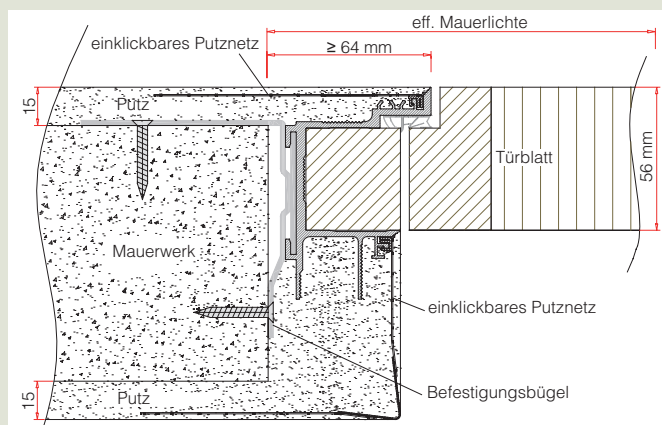 eff. Mauerlichte
einklickbares Putznetz
≥ 64 mm
15
Putz
Türblatt
56 mm
Mauerwerk
einklickbares Putznetz
Befestigungsbügel
15
Putz